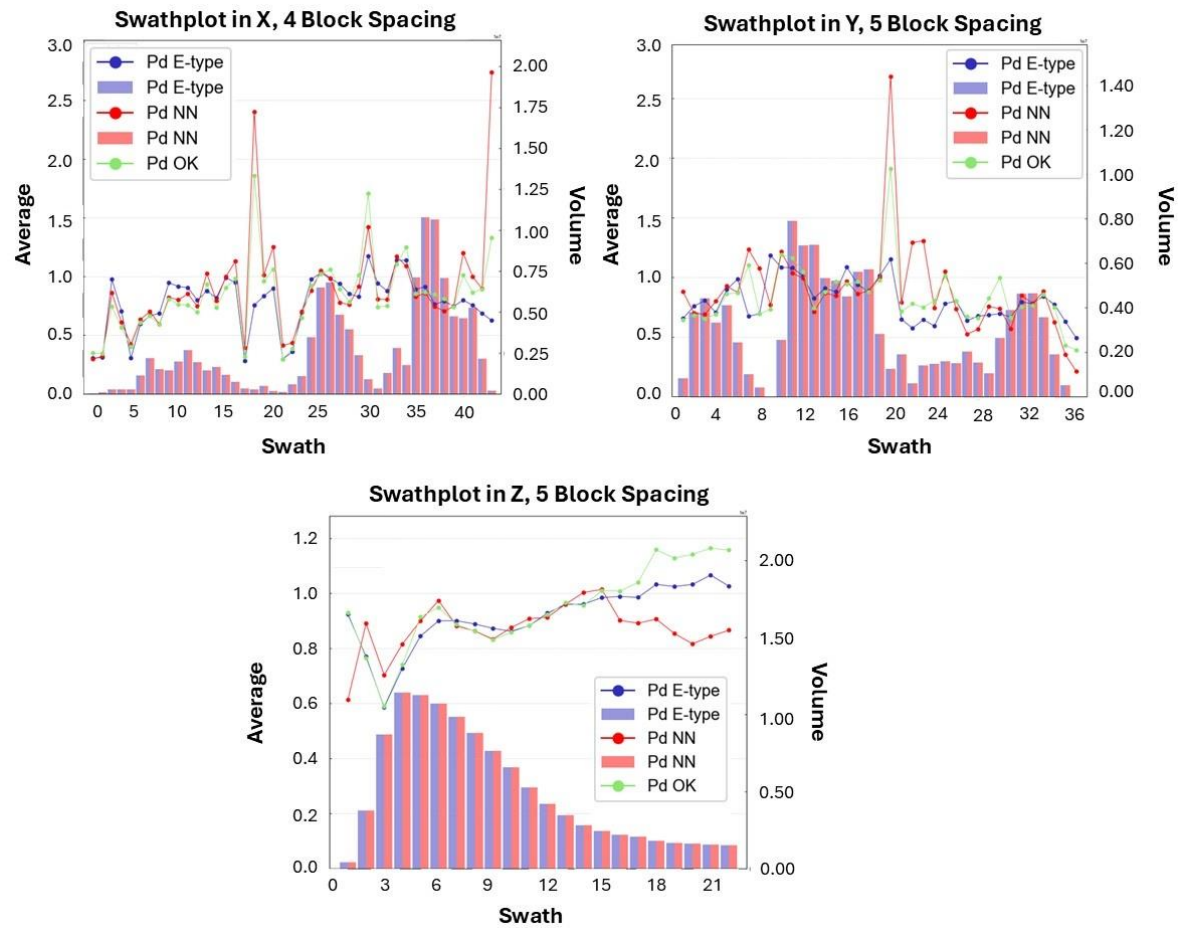 Swathplot in X, 4 Block Spacing
3.0
2.5
2.0
1.5
1.0
0.5
0.0
Average
Pd E-type
Pd E-type
Pd NN
Pd NN
Pd OK
2.00
1.75
1.50
1.25
1.00
0.75
0.50
0.25
0.00
Volume
0 5 10 15 20 25 30 35 40
Swath
Swathplot in Y, 5 Block Spacing
3.0
2.5
2.0
1.5
1.0
0.5
0.0
Average
Pd E-type
Pd E-type
Pd NN
Pd NN
Pd OK
1.40
1.20
1.00
0.80
0.60
0.40
0.20
0.00
Volume
0 4 8 12 16 20 24 28 32 36
Swath
Swathplot in Z, 5 Block Spacing
1.2
1.0
0.8
0.6
0.4
0.2
0.0
Average
Pd E-type
Pd E-type
Pd NN
Pd NN
Pd OK
2.00
1.50
1.00
0.50
0.00
Volume
0 3 6 9 12 15 18 21
Swath